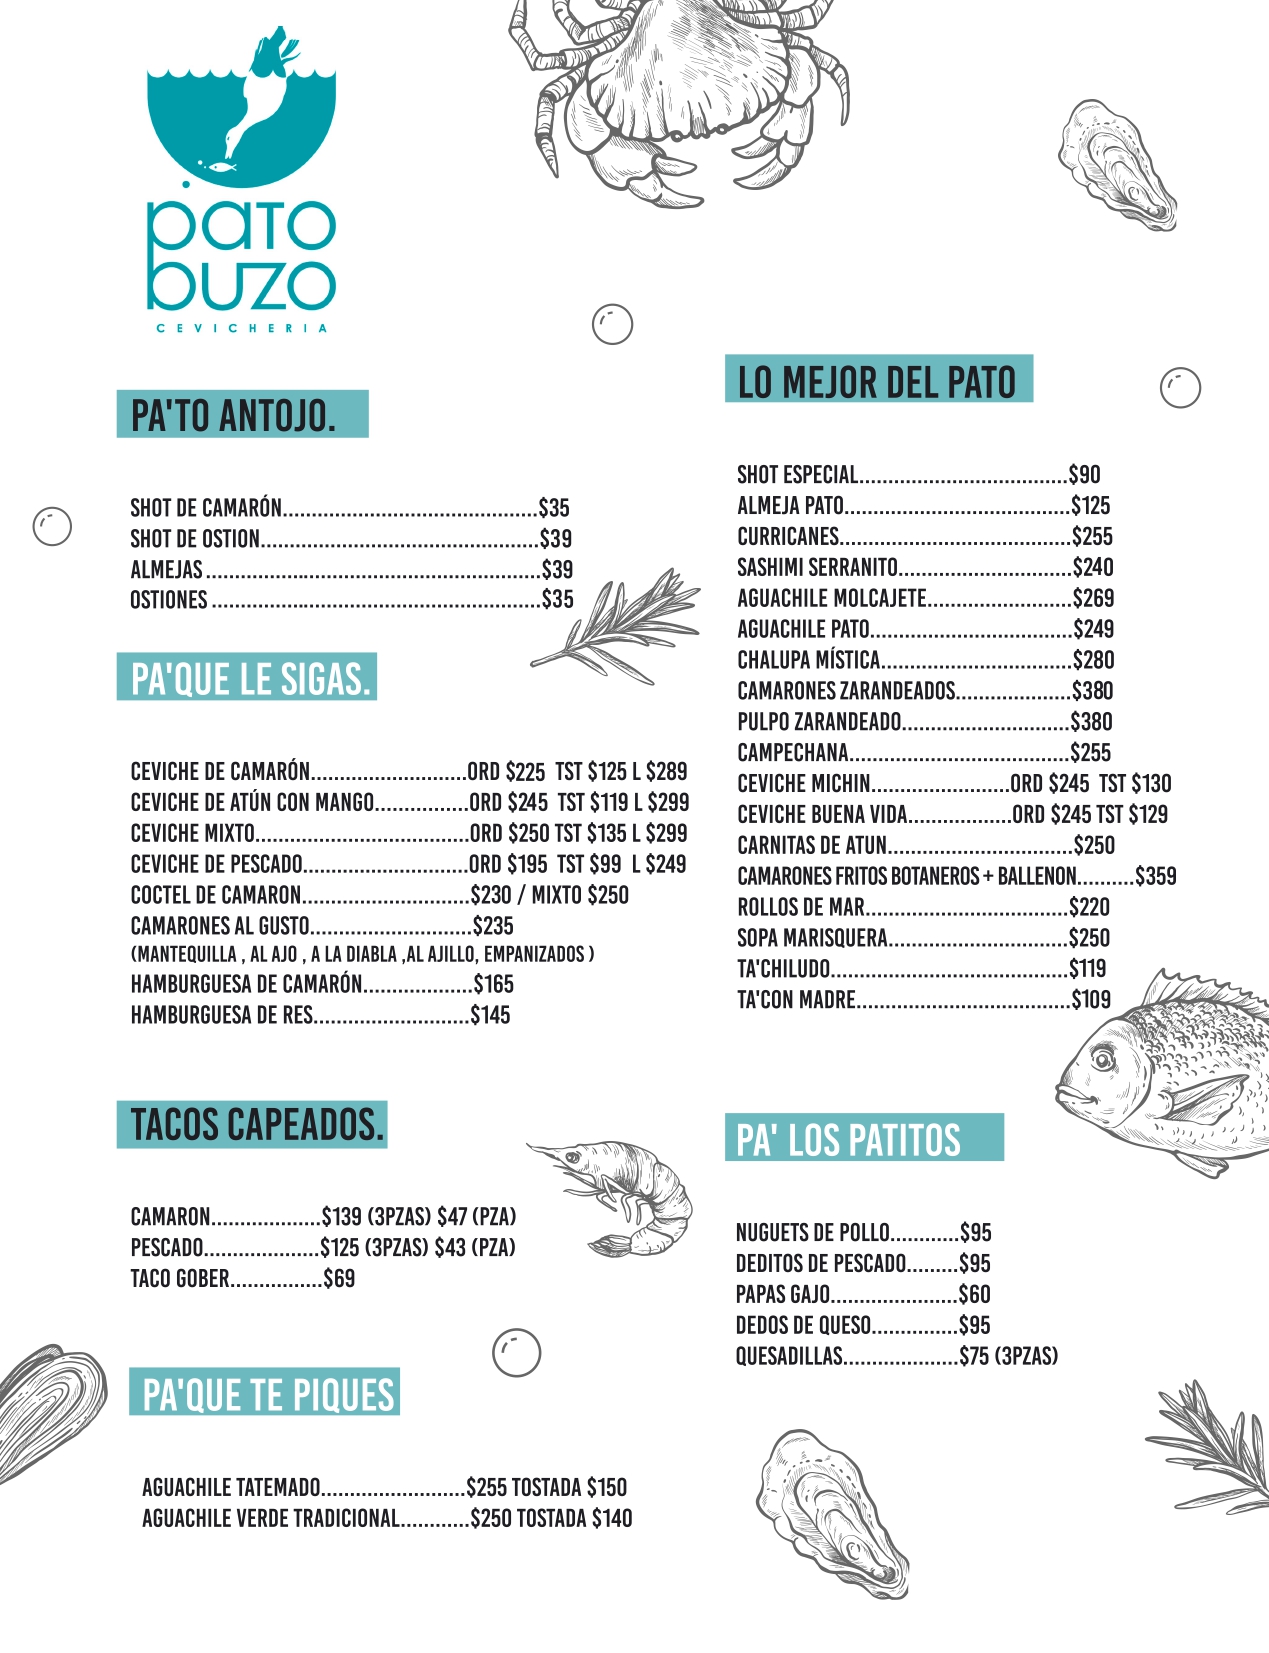 pato
buzo
CEVICHERIA
PA'TO ANTOJO.
SHOT DE CAMARÓN............................................$35
SHOT DE OSTION................................................$39
ALMEJAS ..........................................................$39
OSTIONES .........................................................$35
PA'QUE LE SIGAS.
CEVICHE DE CAMARÓN...........................ORD $225 TST $125 L $289
CEVICHE DE ATÚN CON MANGO................ORD $245 TST $119 L $299
CEVICHE MIXTO.....................................ORD $250 TST $135 L $299
CEVICHE DE PESCADO............................ORD $195 TST $99 L $249
COCTEL DE CAMARON.............................$230 / MIXTO $250
CAMARONES AL GUSTO............................$235
(MANTEQUILLA , AL AJO , A LA DIABLA ,AL AJILLO, EMPANIZADOS )
HAMBURGUESA DE CAMARÓN...................$165
HAMBURGUESA DE RES...........................$145
TACOS CAPEADOS.
CAMARON...................$139 (3PZAS) $47 (PZA)
PESCADO....................$125 (3PZAS) $43 (PZA)
TACO GOBER................$69
PA'QUE TE PIQUES
AGUACHILE TATEMADO.........................$255 TOSTADA $150
AGUACHILE VERDE TRADICIONAL............$250 TOSTADA $140
LO MEJOR DEL PATO
SHOT ESPECIAL....................................$90
ALMEJA PATO.......................................$125
CURRICANES........................................$255
SASHIMI SERRANITO..............................$240
AGUACHILE MOLCAJETE.........................$269
AGUACHILE PATO...................................$249
CHALUPA MÍSTICA.................................$280
CAMARONES ZARANDEADOS....................$380
PULPO ZARANDEADO.............................$380
CAMPECHANA......................................$255
CEVICHE MICHIN........................ORD $245 TST $130
CEVICHE BUENA VIDA..................ORD $245 TST $129
CARNITAS DE ATUN................................$250
CAMARONES FRITOS BOTANEROS + BALLENON..........$359
ROLLOS DE MAR...................................$220
SOPA MARISQUERA...............................$250
TA'CHILUDO.........................................$119
TA'CON MADRE.....................................$109
PA' LOS PATITOS
NUGUETS DE POLLO............$95
DEDITOS DE PESCADO.........$95
PAPAS GAJO......................$60
DEDOS DE QUESO...............$95
QUESADILLAS....................$75 (3PZAS)